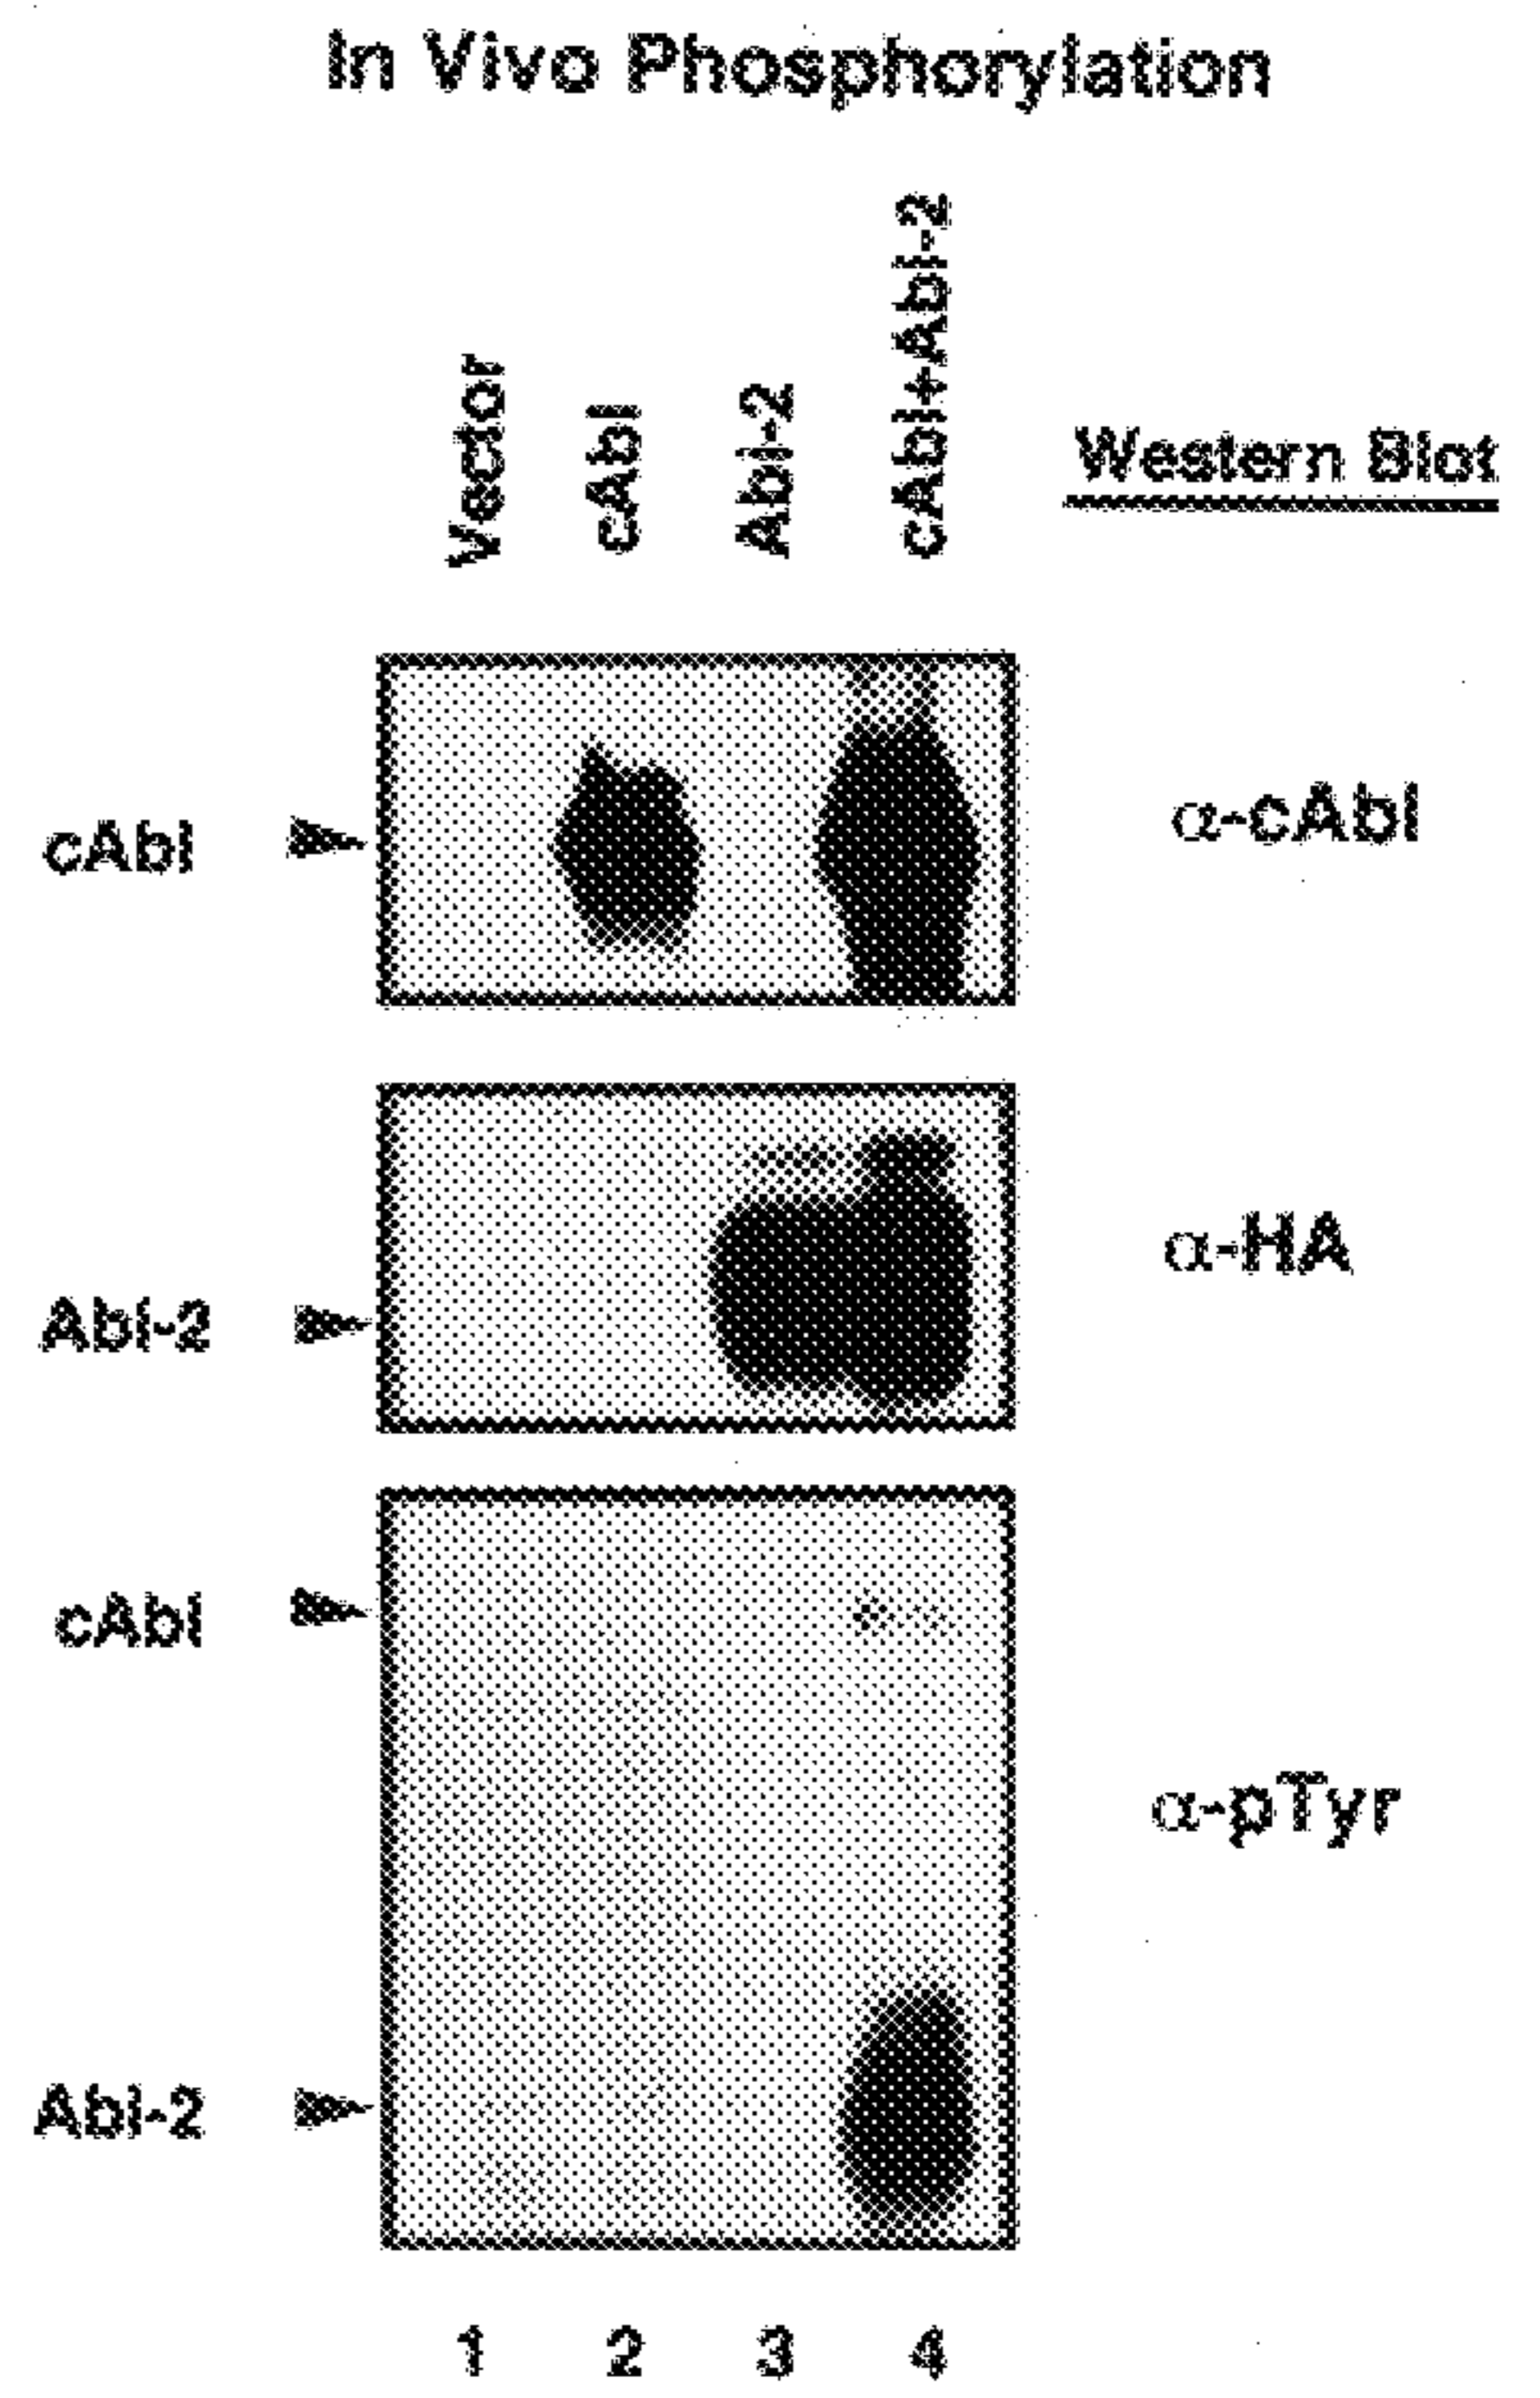 In Vivo Phosphorylation
Vector
cAbl
Abl-2
cAbl+Abl-2
Western Blot
cAbl
α-cAbl
Abl-2
α-HA
cAbl
α-pTyr
Abl-2
1 2 3 4